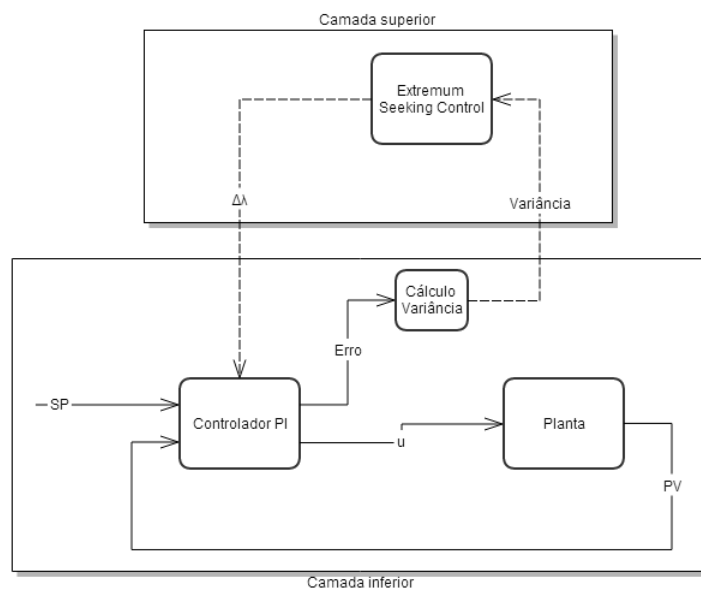 Camada superior
Extremum
Seeking Control
Δλ
Variância
Cálculo
Variância
Erro
SP
Controlador PI
u
Planta
PV
Camada inferior